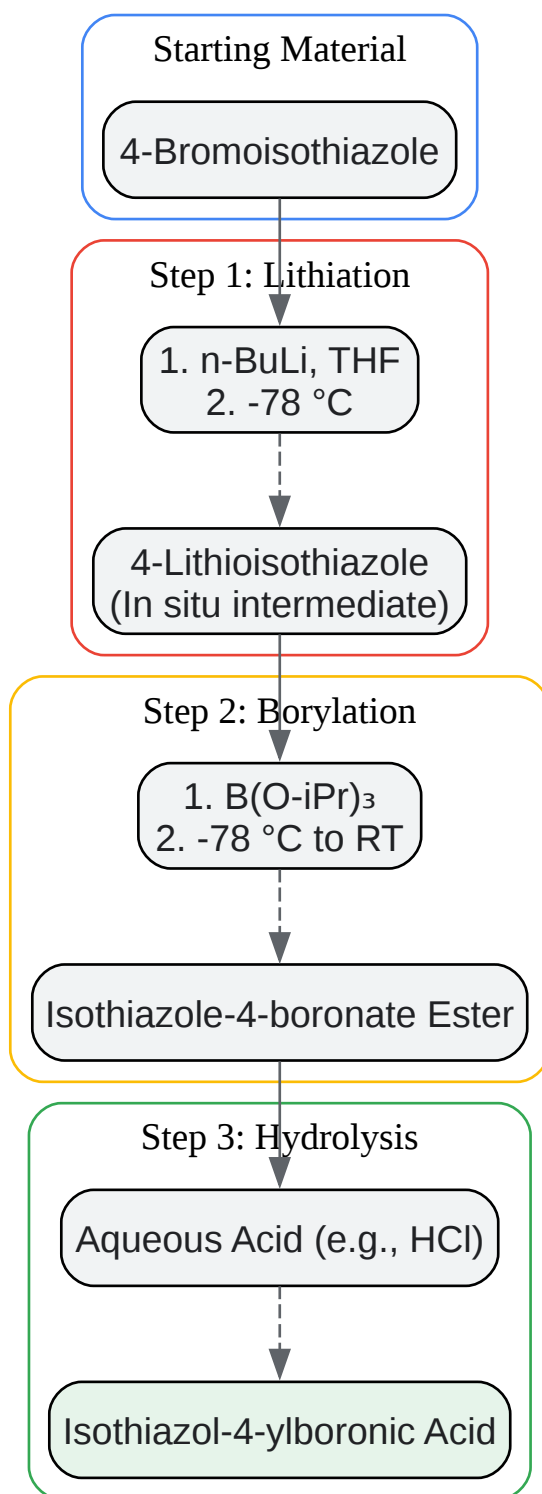 Starting Material
4-Bromoisothiazole
Step 1: Lithiation
1. n-BuLi, THF
2. -78 °C
4-Lithioisothiazole
(In situ intermediate)
Step 2: Borylation
1. B(O-iPr)₃
2. -78 °C to RT
Isothiazole-4-boronate Ester
Step 3: Hydrolysis
Aqueous Acid (e.g., HCl)
Isothiazol-4-ylboronic Acid